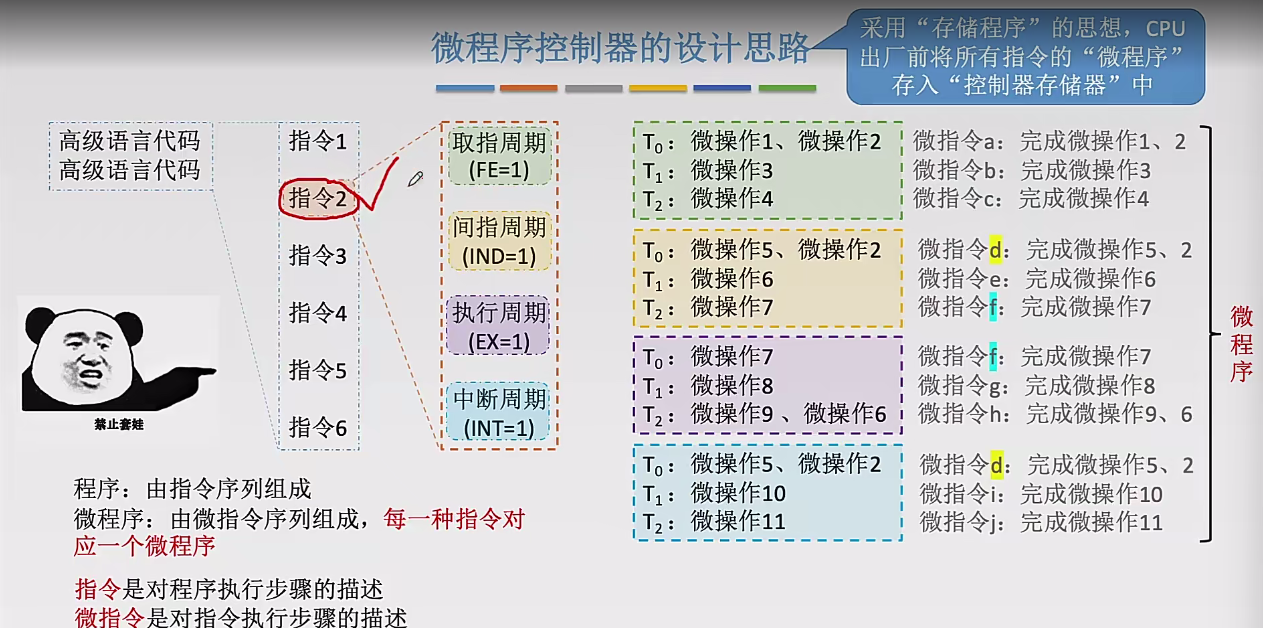 微程序控制器的设计思路
采用“存储程序”的思想，CPU
出厂前将所有指令的“微程序”
存入“控制器存储器”中
高级语言代码
高级语言代码
指令1
指令2
指令3
指令4
指令5
指令6
取指周期
(FE=1)
间指周期
(IND=1)
执行周期
(EX=1)
中断周期
(INT=1)
T0：微操作1、微操作2
T1：微操作3
T2：微操作4
T0：微操作5、微操作2
T1：微操作6
T2：微操作7
T0：微操作7
T1：微操作8
T2：微操作9 、微操作6
T0：微操作5、微操作2
T1：微操作10
T2：微操作11
微指令a：完成微操作1、2
微指令b：完成微操作3
微指令c：完成微操作4
微指令d：完成微操作5、2
微指令e：完成微操作6
微指令f：完成微操作7
微指令f：完成微操作7
微指令g：完成微操作8
微指令h：完成微操作9、6
微指令d：完成微操作5、2
微指令i：完成微操作10
微指令j：完成微操作11
微程序
禁止套娃
程序：由指令序列组成
微程序：由微指令序列组成，每一种指令对
应一个微程序
指令是对程序执行步骤的描述
微指令是对指令执行步骤的描述